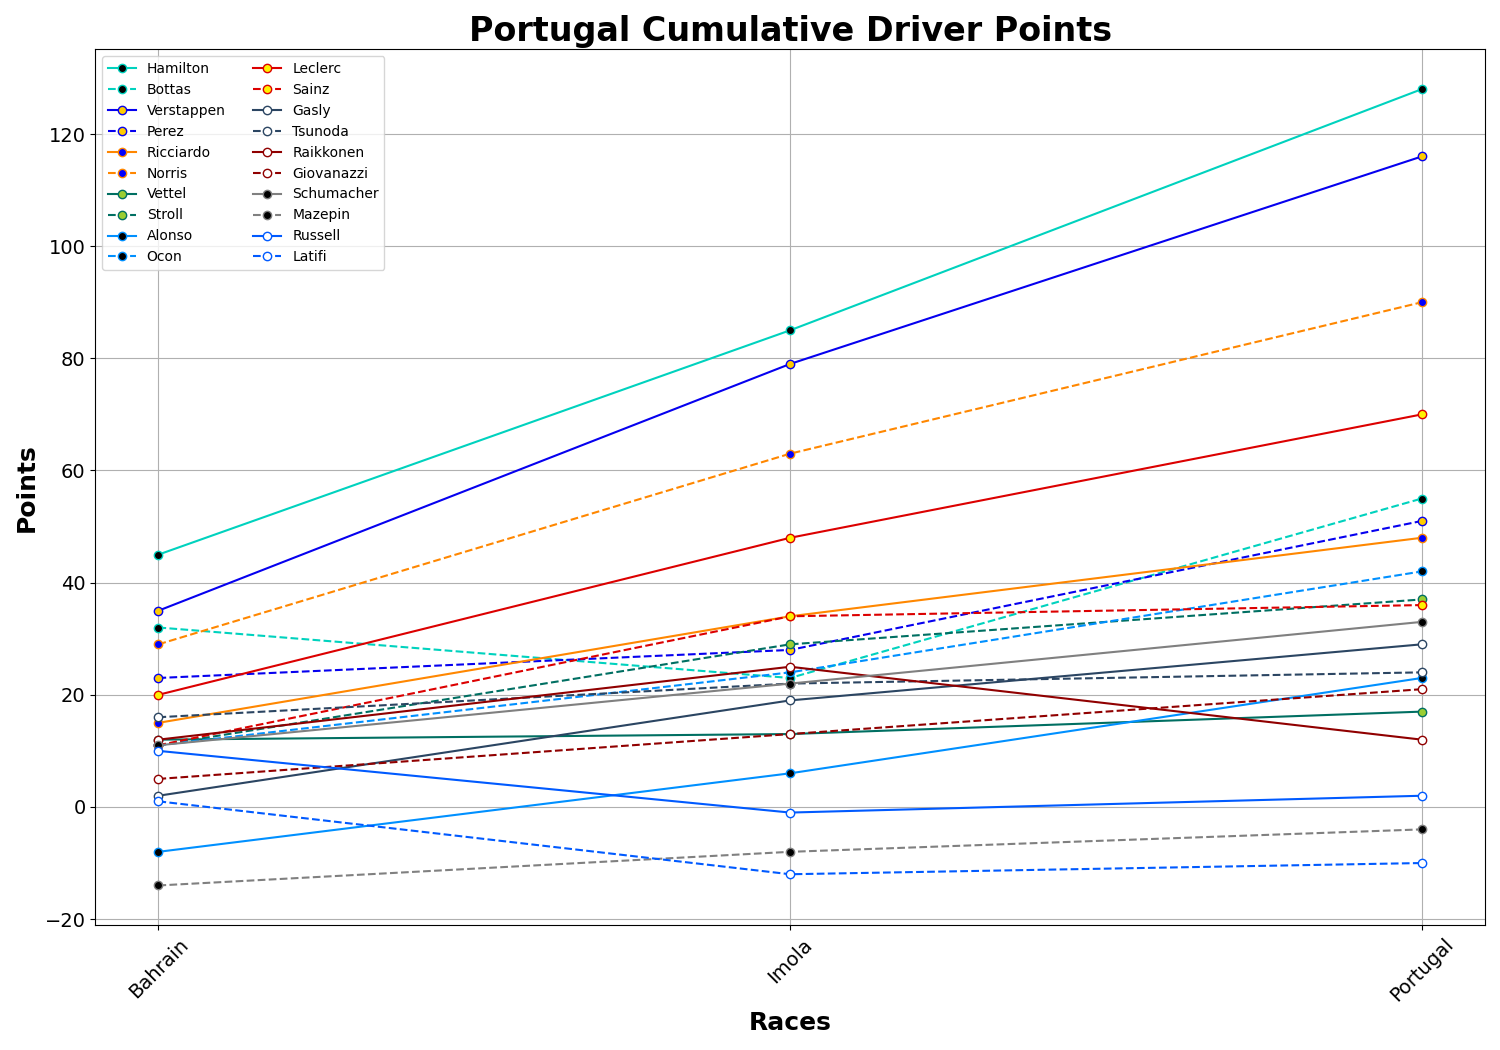 Portugal Cumulative Driver Points
Hamilton
Bottas
Verstappen
Perez
Ricciardo
Norris
Vettel
Stroll
Alonso
Ocon
Leclerc
Sainz
Gasly
Tsunoda
Raikkonen
Giovanazzi
Schumacher
Mazepin
Russell
Latifi
Points
120
100
80
60
40
20
0
−20
Bahrain
Imola
Portugal
Races